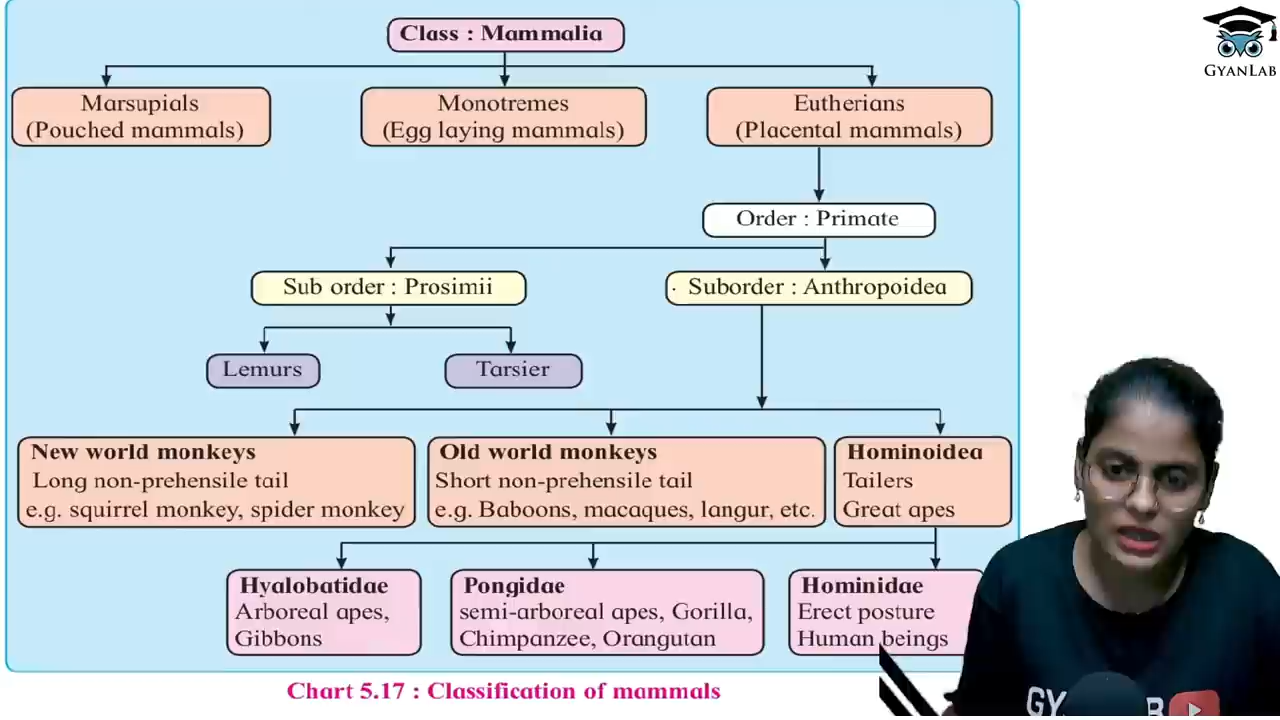 Class : Mammalia
GYANLAB
Marsupials
(Pouched mammals)
Monotremes
(Egg laying mammals)
Eutherians
(Placental mammals)
Order : Primate
Sub order : Prosimii
Suborder : Anthropoidea
Lemurs
Tarsier
New world monkeys
Long non-prehensile tail
e.g. squirrel monkey, spider monkey
Old world monkeys
Short non-prehensile tail
e.g. Baboons, macaques, langur, etc.
Hominoidea
Tailers
Great apes
Hyalobatidae
Arboreal apes,
Gibbons
Pongidae
semi-arboreal apes, Gorilla,
Chimpanzee, Orangutan
Hominidae
Erect posture
Human beings
Chart 5.17 : Classification of mammals